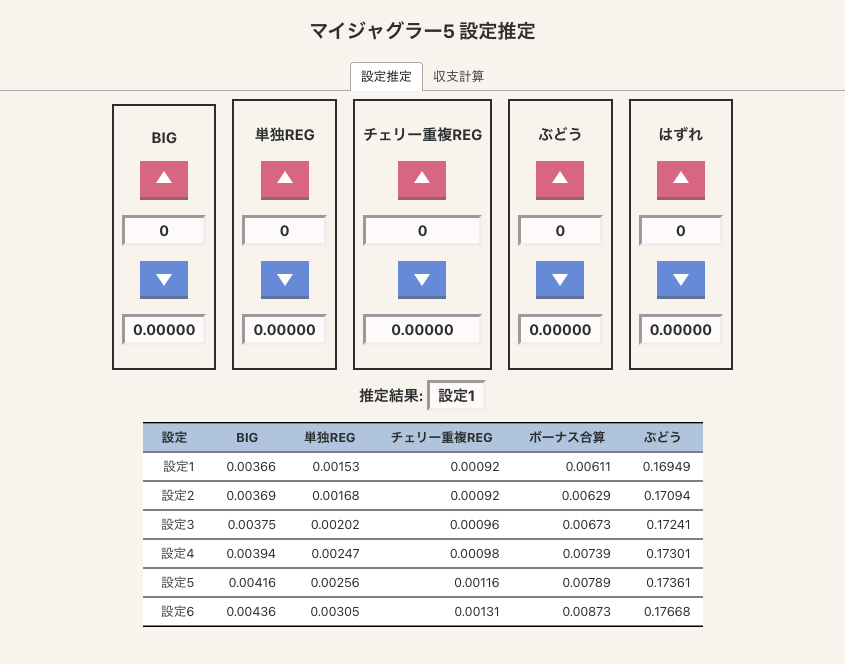 マイジャグラー5 設定推定
設定推定 収支計算
BIG 単独REG チェリー重複REG ぶどう はずれ
0 0 0 0 0
0.00000 0.00000 0.00000 0.00000 0.00000
推定結果: 設定1
設定 BIG 単独REG チェリー重複REG ボーナス合算 ぶどう
設定1 0.00366 0.00153 0.00092 0.00611 0.16949
設定2 0.00369 0.00168 0.00092 0.00629 0.17094
設定3 0.00375 0.00202 0.00096 0.00673 0.17241
設定4 0.00394 0.00247 0.00098 0.00739 0.17301
設定5 0.00416 0.00256 0.00116 0.00789 0.17361
設定6 0.00436 0.00305 0.00131 0.00873 0.17668